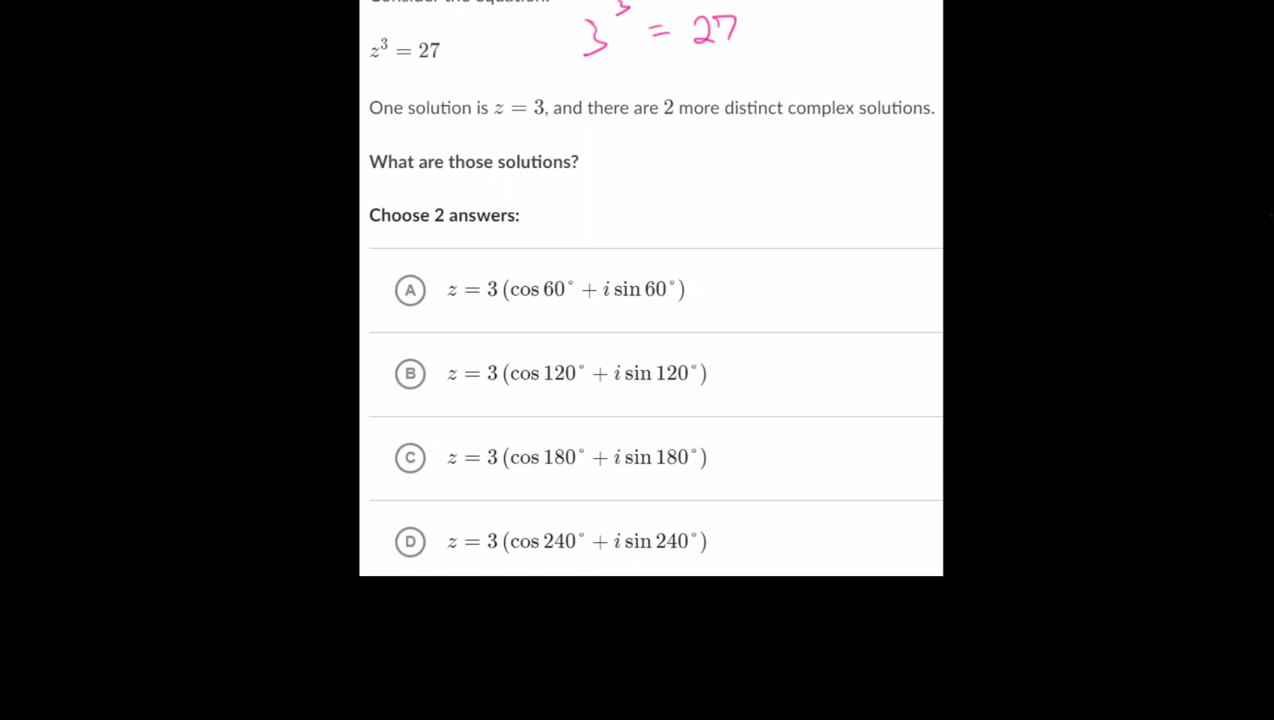 3³ = 27
z³ = 27
One solution is z = 3, and there are 2 more distinct complex solutions.
What are those solutions?
Choose 2 answers:
A z = 3 (cos 60° + i sin 60°)
B z = 3 (cos 120° + i sin 120°)
C z = 3 (cos 180° + i sin 180°)
D z = 3 (cos 240° + i sin 240°)